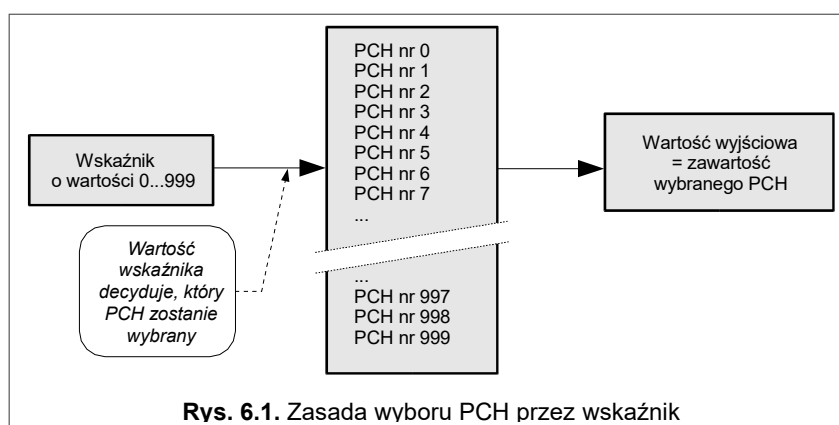 Wskaźnik
o wartości 0...999
Wartość
wskaźnika
decyduje, który
PCH zostanie
wybrany
PCH nr 0
PCH nr 1
PCH nr 2
PCH nr 3
PCH nr 4
PCH nr 5
PCH nr 6
PCH nr 7
...
...
PCH nr 997
PCH nr 998
PCH nr 999
Wartość wyjściowa
= zawartość
wybranego PCH
Rys. 6.1. Zasada wyboru PCH przez wskaźnik